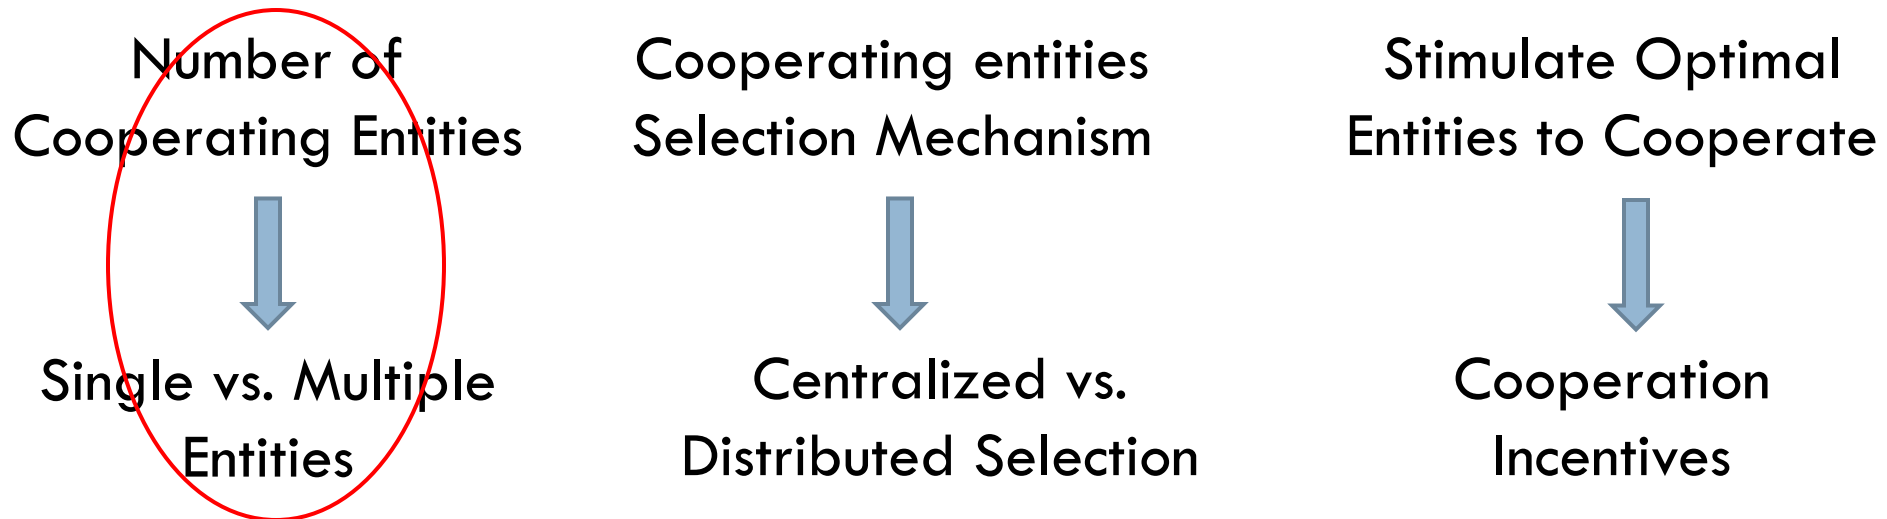 Number of
Cooperating Entities
Single vs. Multiple
Entities
Cooperating entities
Selection Mechanism
Centralized vs.
Distributed Selection
Stimulate Optimal
Entities to Cooperate
Cooperation
Incentives